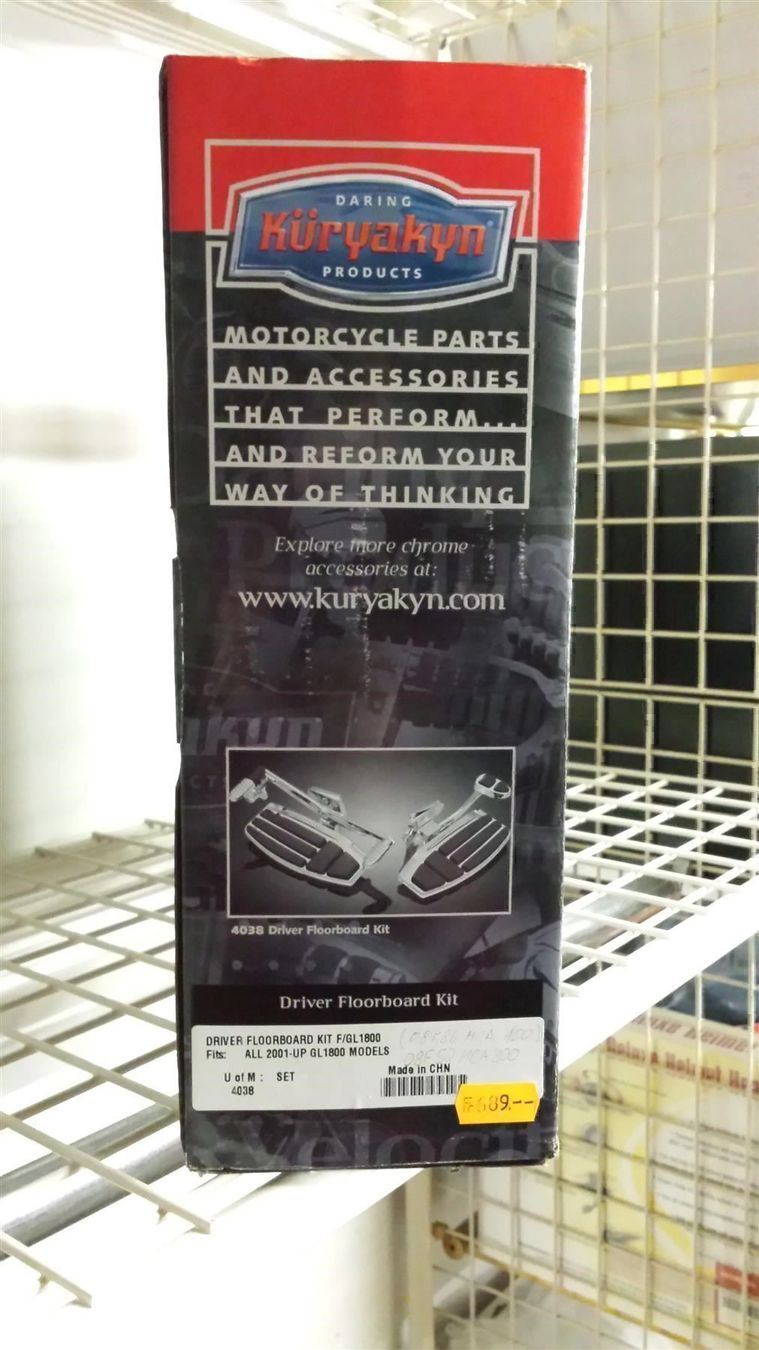 DARING
Küryakyn
PRODUCTS
MOTORCYCLE PARTS
AND ACCESSORIES
THAT PERFORM...
AND REFORM YOUR
WAY OF THINKING
Explore more chrome
accessories at:
www.kuryakyn.com
4038 Driver Floorboard Kit
Driver Floorboard Kit
DRIVER FLOORBOARD KIT F/GL1800
Fits: ALL 2001-UP GL1800 MODELS
U of M : SET
4038
Made in CHN
689.--
Velocit